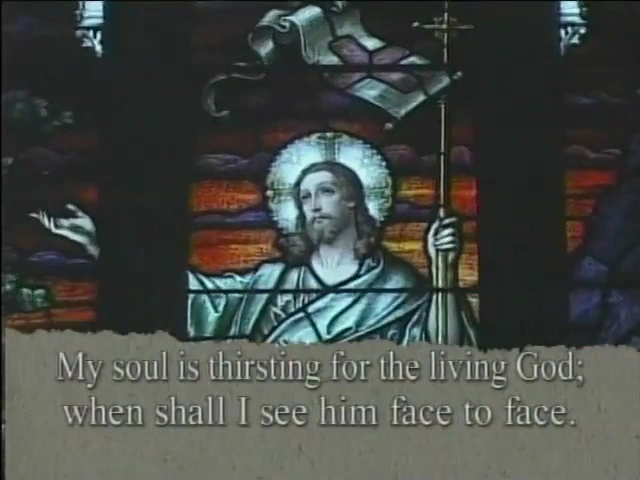 My soul is thirsting for the living God;
when shall I see him face to face.